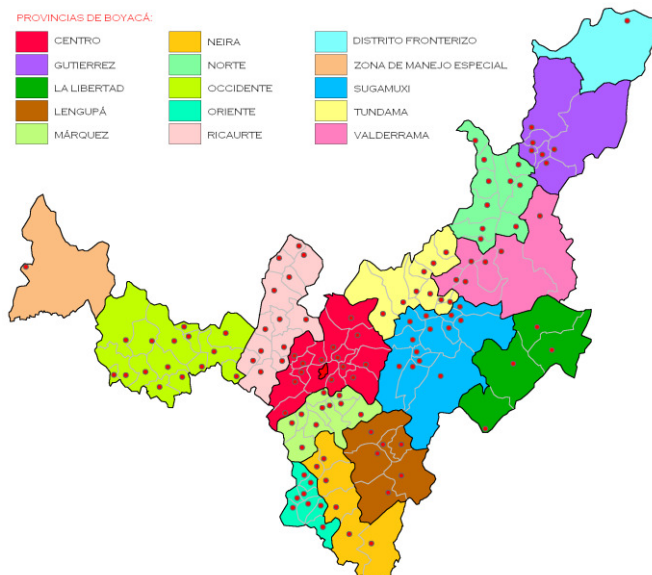 PROVINCIAS DE BOYACÁ:
CENTRO
GUTIERREZ
LA LIBERTAD
LENGUPÁ
MÁRQUEZ
NEIRA
NORTE
OCCIDENTE
ORIENTE
RICAURTE
DISTRITO FRONTERIZO
ZONA DE MANEJO ESPECIAL
SUGAMUXI
TUNDAMA
VALDERRAMA